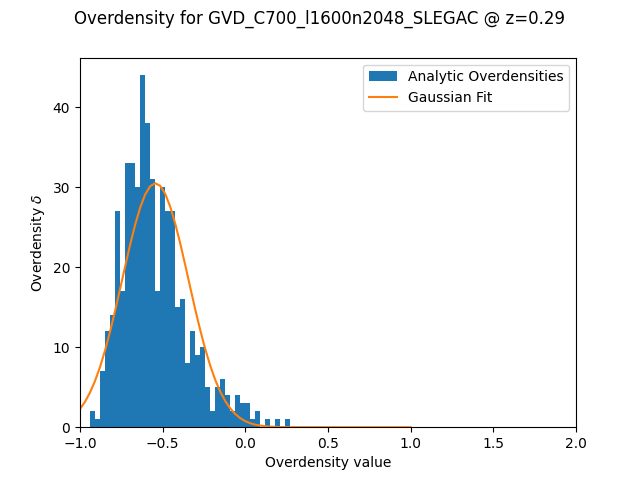 Overdensity for GVD_C700_l1600n2048_SLEGAC @ z=0.29
Analytic Overdensities
Gaussian Fit
Overdensity δ
40
30
20
10
0
−1.0 −0.5 0.0 0.5 1.0 1.5 2.0
Overdensity value